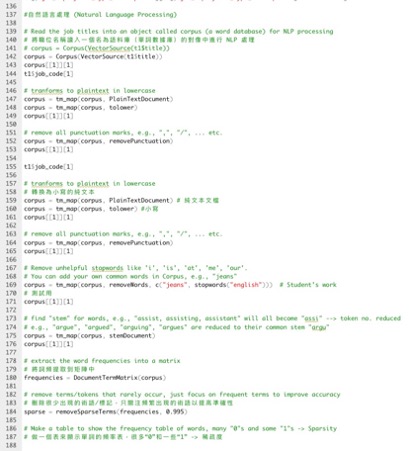 136
137 #自然語言處理 (Natural Language Processing)
138
139 # Read the job titles into an object called corpus (a word database) for NLP processing
140 # 將職位名稱讀入一個名為語料庫 (單詞數據庫) 的對象中進行 NLP 處理
141 # corpus = Corpus(VectorSource(t1$title))
142 corpus = Corpus(VectorSource(t1$title))
143 corpus[[1]][1]
144 t1$job_code[1]
145
146 # tranforms to plaintext in lowercase
147 corpus = tm_map(corpus, PlainTextDocument)
148 corpus = tm_map(corpus, tolower)
149 corpus[[1]][1]
150
151 # remove all punctuation marks, e.g., ",", "/", ... etc.
152 corpus = tm_map(corpus, removePunctuation)
153 corpus[[1]][1]
154
155 t1$job_code[1]
156
157 # tranforms to plaintext in lowercase
158 # 轉換為小寫的純文本
159 corpus = tm_map(corpus, PlainTextDocument) # 純文本文檔
160 corpus = tm_map(corpus, tolower) #小寫
161 corpus[[1]][1]
162
163 # remove all punctuation marks, e.g., ",", "/", ... etc.
164 corpus = tm_map(corpus, removePunctuation)
165 corpus[[1]][1]
166
167 # Remove unhelpful stopwords like 'i', 'is', 'at', 'me', 'our'.
168 # You can add your own common words in Corpus, e.g., "jeans"
169 corpus = tm_map(corpus, removeWords, c("jeans", stopwords("english"))) # Student's work
170 # 測試用
171 corpus[[1]][1]
172
173 # find "stem" for words, e.g., "assist, assisting, assistant" will all become "assi" --> token no. reduced
174 # e.g., "argue", "argued", "arguing", "argues" are reduced to their common stem "argu"
175 corpus = tm_map(corpus, stemDocument)
176 corpus[[1]][1]
177
178 # extract the word frequencies into a matrix
179 # 將詞頻提取到矩陣中
180 frequencies = DocumentTermMatrix(corpus)
181
182 # remove terms/tokens that rarely occur, just focus on frequent terms to improve accuracy
183 # 刪除很少出現的術語/標記，只關注頻繁出現的術語以提高準確性
184 sparse = removeSparseTerms(frequencies, 0.995)
185
186 # Make a table to show the frequency table of words, many "0"s and some "1"s -> Sparsity
187 # 做一個表來顯示單詞的頻率表，很多"0"和一些"1" -> 稀疏度
188